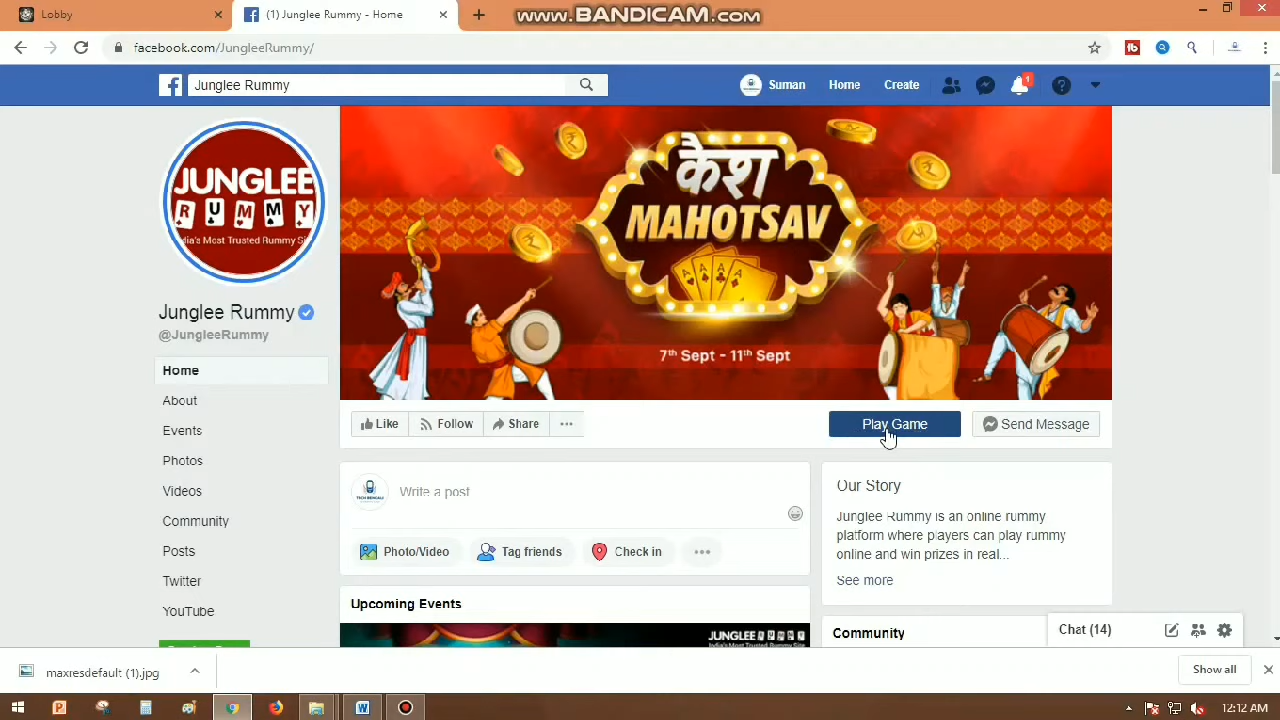 Lobby
(1) Junglee Rummy - Home
www.BANDICAM.com
facebook.com/JungleeRummy/
Junglee Rummy
Suman
Home
Create
1
JUNGLEE
RUMMY
Junglee Rummy
@JungleeRummy
Home
About
Events
Photos
Videos
Community
Posts
Twitter
YouTube
कैश
MAHOTSAV
A A A A
7th Sept - 11th Sept
Like
Follow
Share
Play Game
Send Message
TECH BENGALI
Write a post
Photo/Video
Tag friends
Check in
Upcoming Events
JUNGLEE RUMMY
Our Story
Junglee Rummy is an online rummy
platform where players can play rummy
online and win prizes in real...
See more
Community
Chat (14)
maxresdefault (1).jpg
Show all
12:12 AM